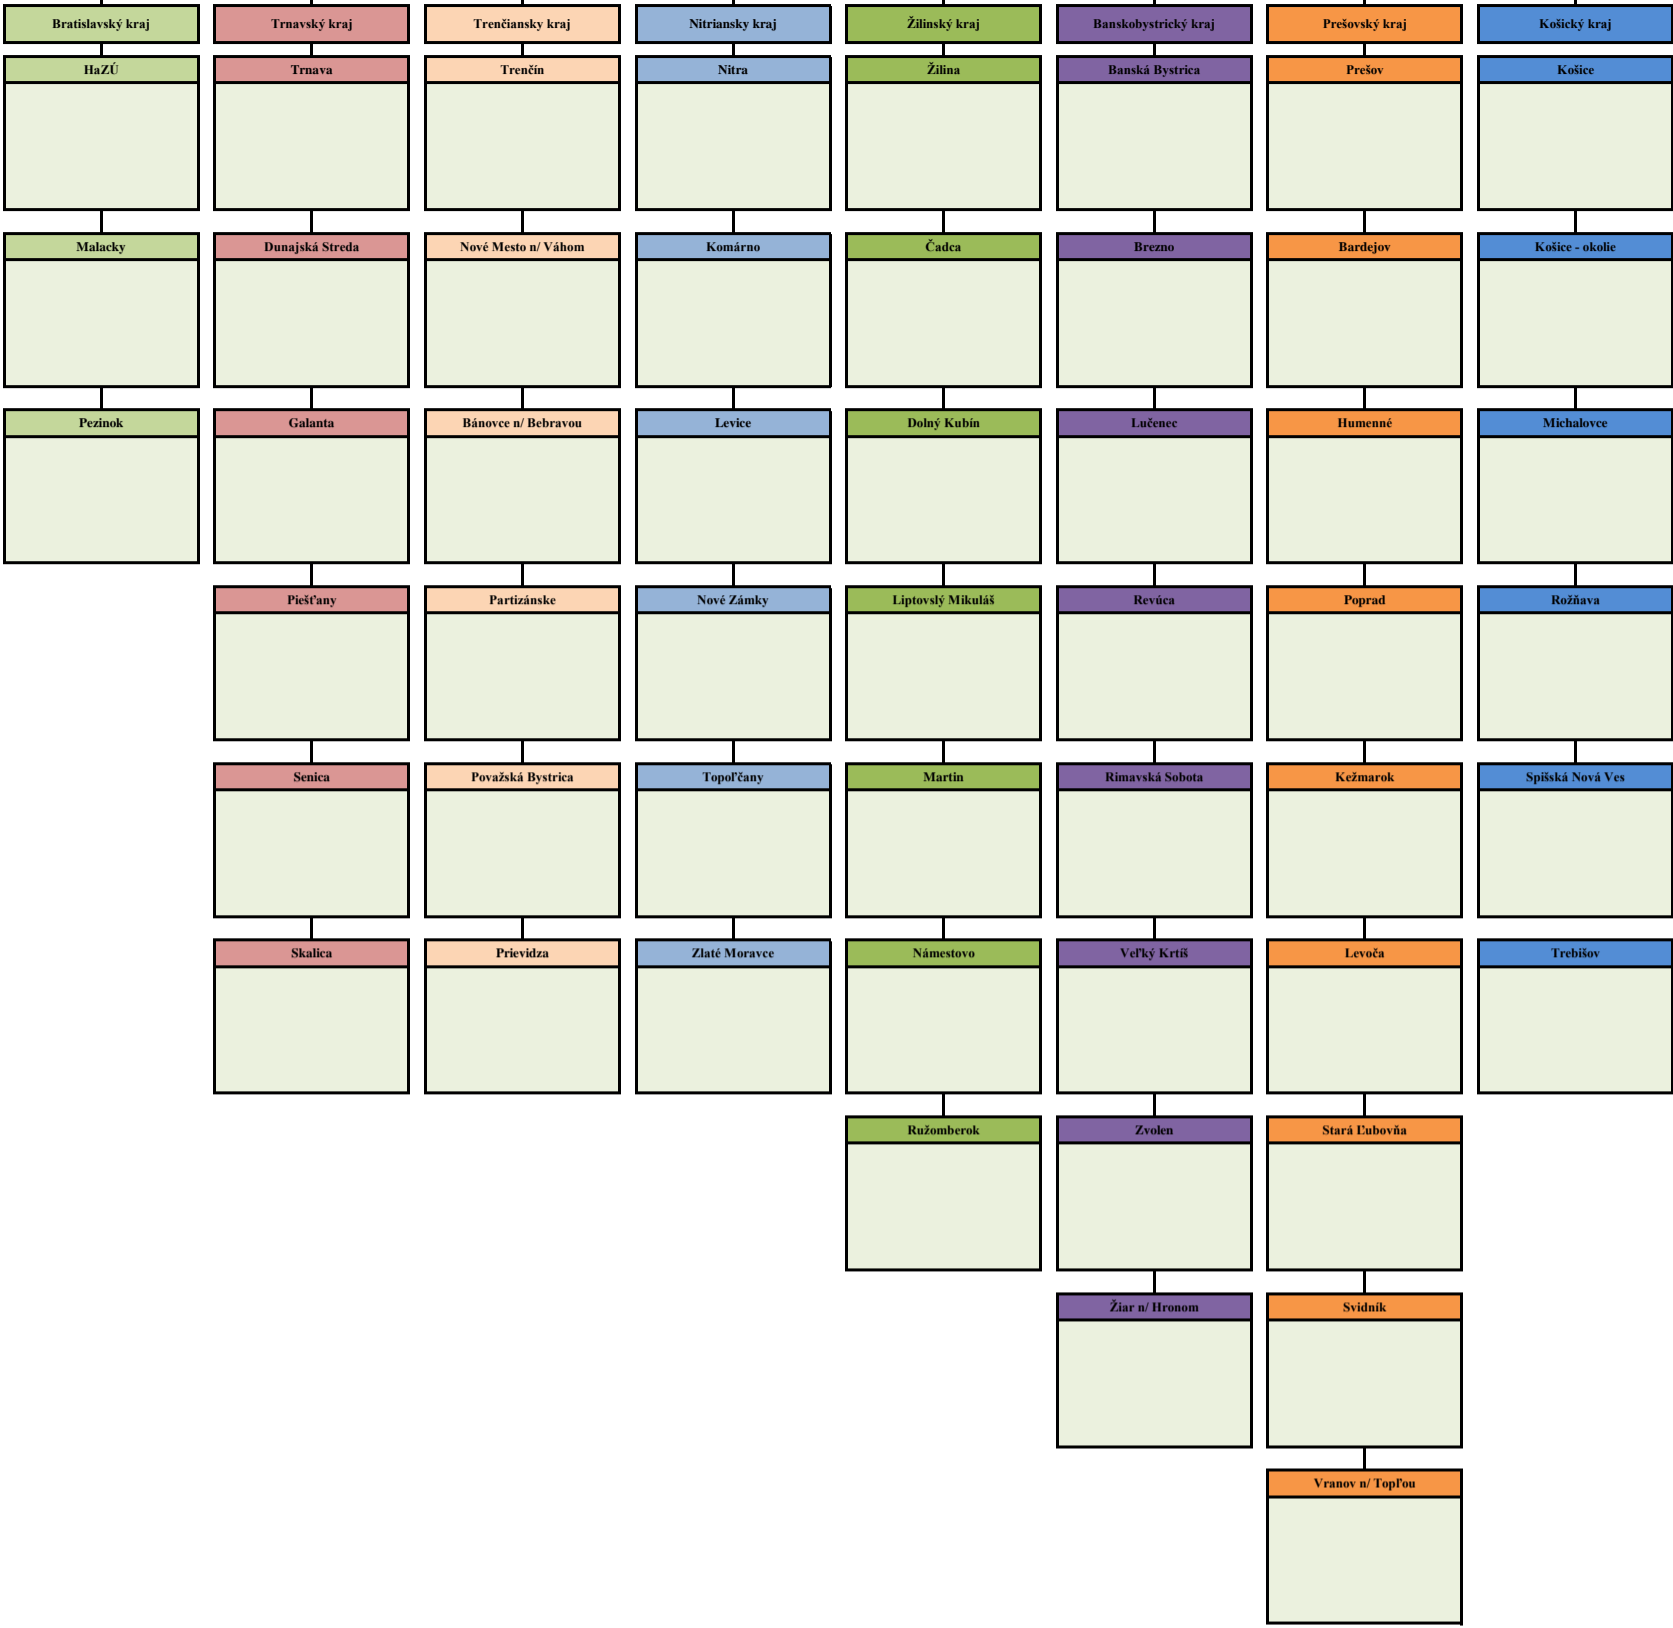 Bratislavský kraj
Trnavský kraj
Trenčiansky kraj
Nitriansky kraj
Žilinský kraj
Banskobystrický kraj
Prešovský kraj
Košický kraj
HaZÚ
Trnava
Trenčín
Nitra
Žilina
Banská Bystrica
Prešov
Košice
Malacky
Dunajská Streda
Nové Mesto n/ Váhom
Komárno
Čadca
Brezno
Bardejov
Košice - okolie
Pezinok
Galanta
Bánovce n/ Bebravou
Levice
Dolný Kubín
Lučenec
Humenné
Michalovce
Piešťany
Partizánske
Nové Zámky
Liptovslý Mikuláš
Revúca
Poprad
Rožňava
Senica
Považská Bystrica
Topoľčany
Martin
Rimavská Sobota
Kežmarok
Spišská Nová Ves
Skalica
Prievidza
Zlaté Moravce
Námestovo
Veľký Krtíš
Levoča
Trebišov
Ružomberok
Zvolen
Stará Ľubovňa
Žiar n/ Hronom
Svidník
Vranov n/ Topľou